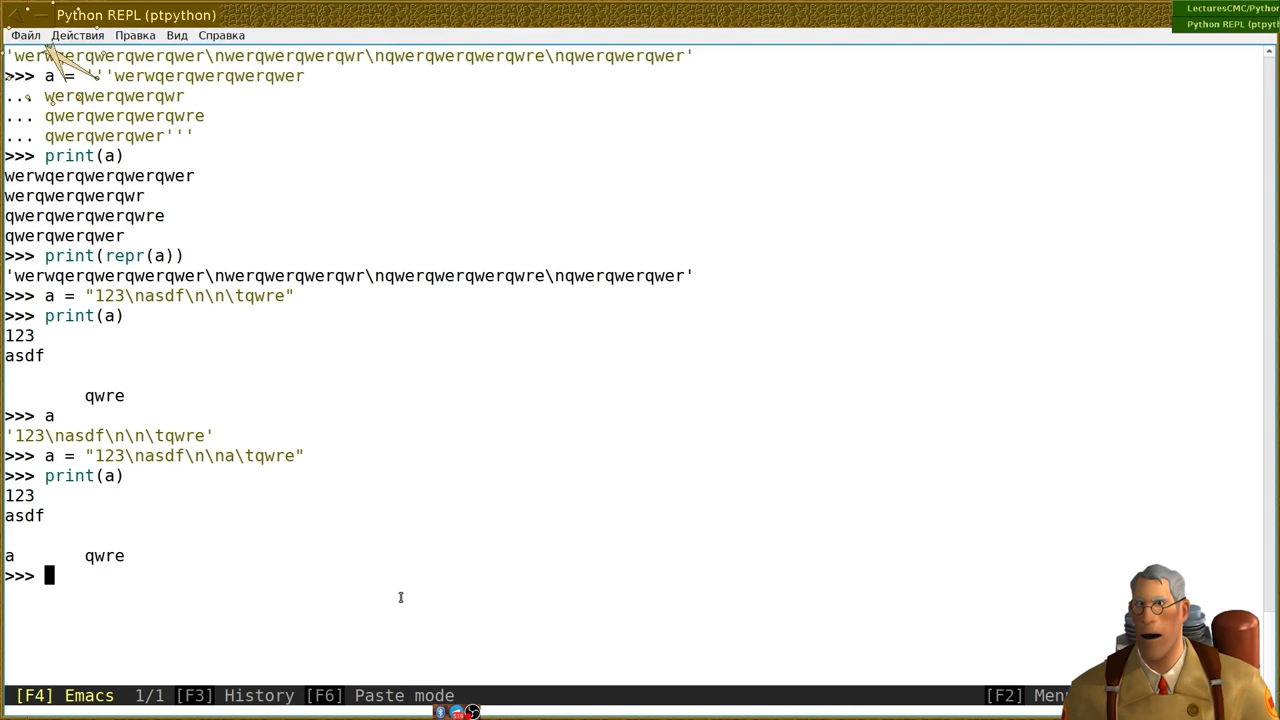 Python REPL (ptpython)
LecturesCMC/Python
Python REPL (ptpyt
Файл Действия Правка Вид Справка
'werwqerqwerqwerqwer\nwerqwerqwerqwr\nqwerqwerqwerqwre\nqwerqwerqwer'
>>> a = '''werwqerqwerqwerqwer
... werqwerqwerqwr
... qwerqwerqwerqwre
... qwerqwerqwer'''
>>> print(a)
werwqerqwerqwerqwer
werqwerqwerqwr
qwerqwerqwerqwre
qwerqwerqwer
>>> print(repr(a))
'werwqerqwerqwerqwer\nwerqwerqwerqwr\nqwerqwerqwerqwre\nqwerqwerqwer'
>>> a = "123\nasdf\n\n\tqwre"
>>> print(a)
123
asdf
qwre
>>> a
'123\nasdf\n\n\tqwre'
>>> a = "123\nasdf\n\na\tqwre"
>>> print(a)
123
asdf
a qwre
>>>
[F4] Emacs 1/1 [F3] History [F6] Paste mode [F2] Menu